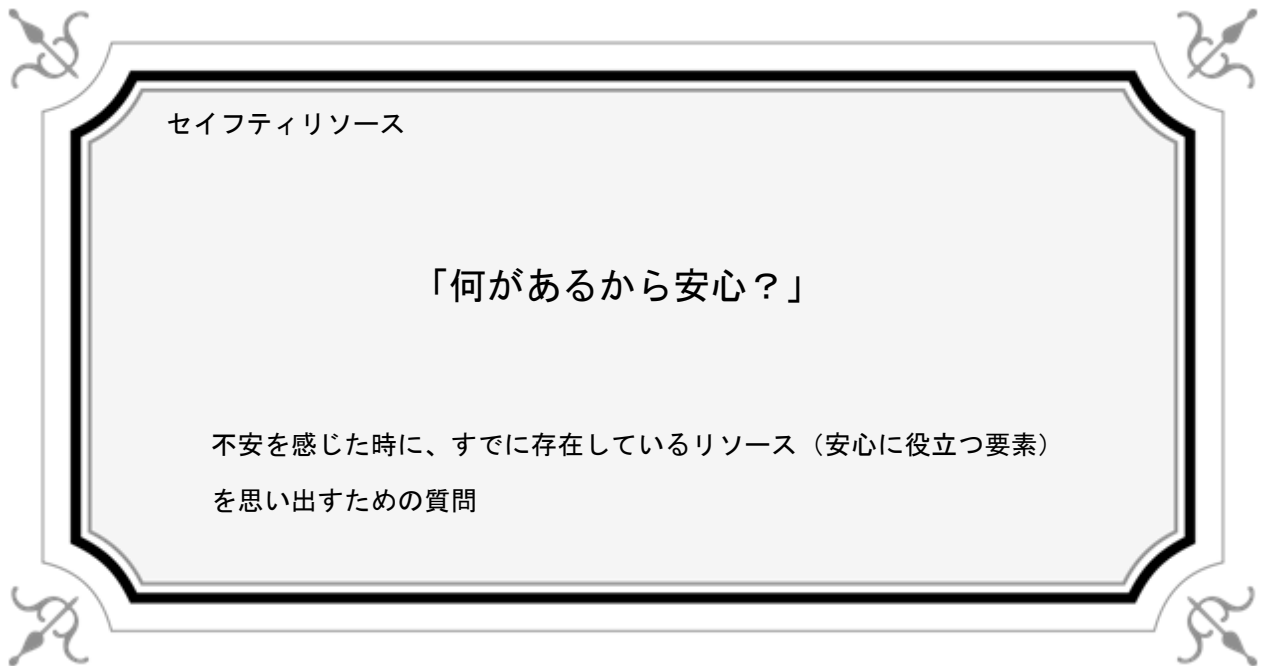 セイフティリソース
「何があるから安心？」
不安を感じた時に、すでに存在しているリソース（安心に役立つ要素）
を思い出すための質問